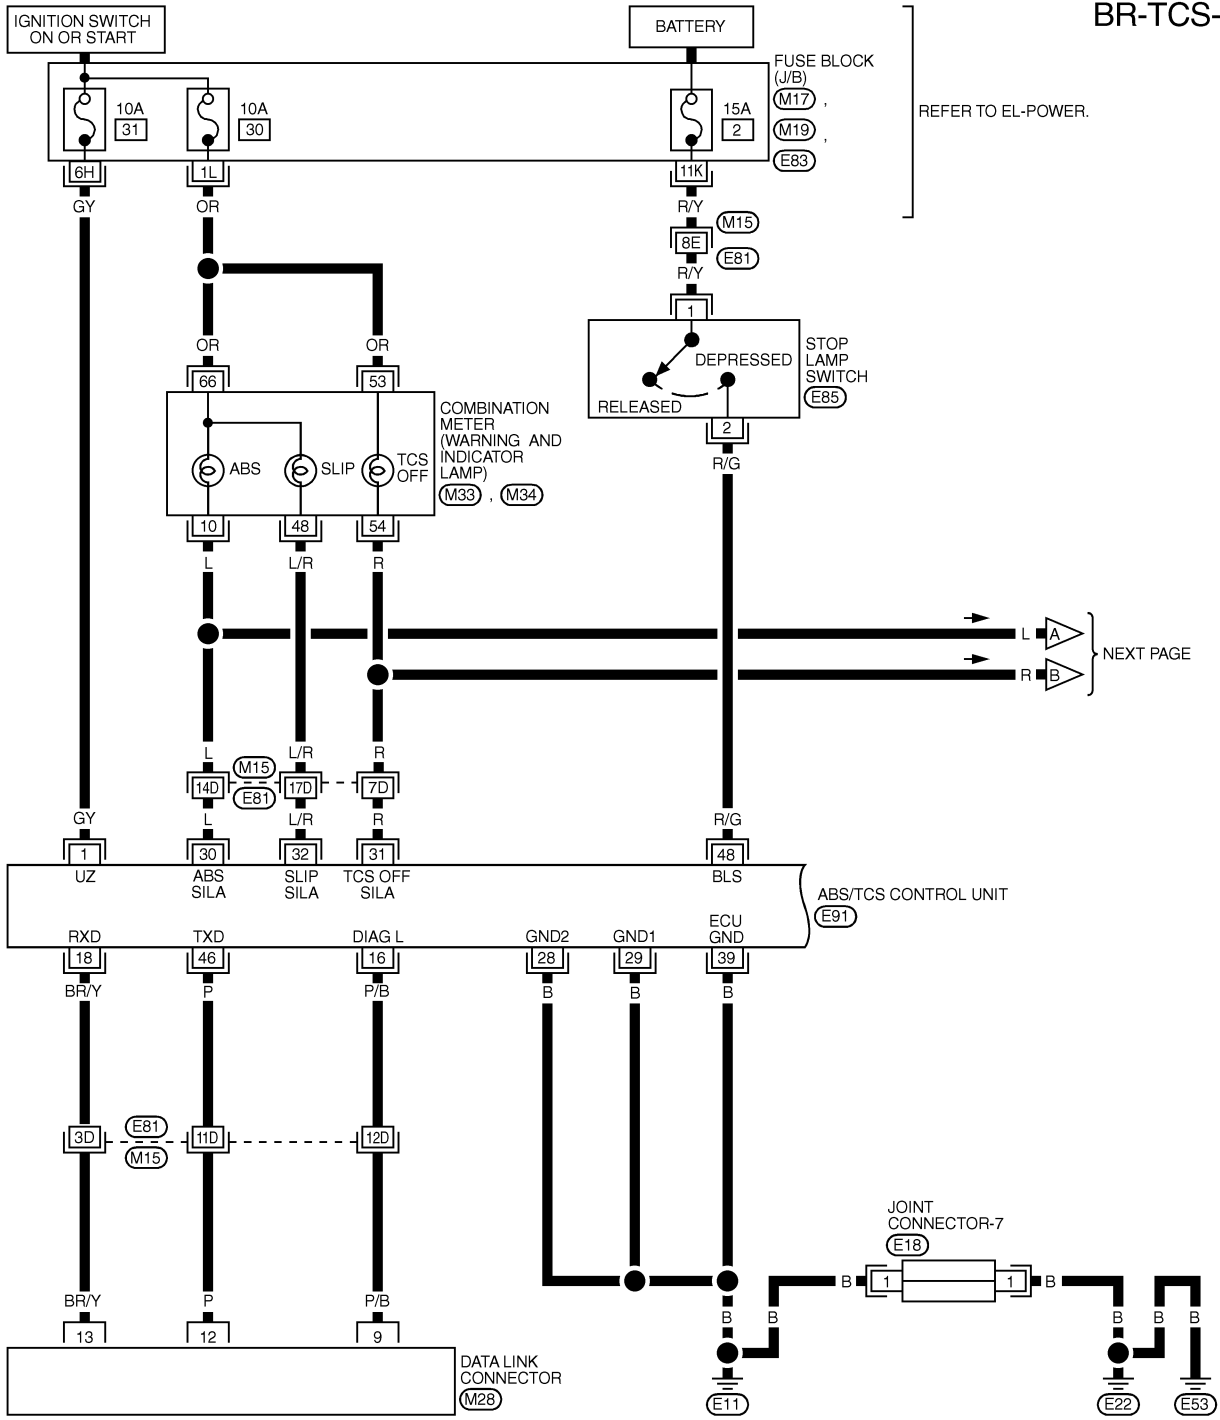 BR-TCS-
IGNITION SWITCH
ON OR START
BATTERY
FUSE BLOCK
(J/B)
M17 ,
M19 ,
E83
REFER TO EL-POWER.
10A
31
10A
30
15A
2
6H
1L
11K
GY
OR
R/Y
M15
8E
E81
R/Y
1
STOP
LAMP
SWITCH
E85
DEPRESSED
RELEASED
2
R/G
OR
OR
66
53
COMBINATION
METER
(WARNING AND
INDICATOR
LAMP)
M33 , M34
ABS
SLIP
TCS
OFF
10
48
54
L
L/R
R
L
A
R
B
NEXT PAGE
L
L/R
R
M15
E81
14D
17D
7D
GY
L
L/R
R
R/G
1
30
32
31
48
UZ
ABS
SILA
SLIP
SILA
TCS OFF
SILA
BLS
ABS/TCS CONTROL UNIT
E91
RXD
TXD
DIAG L
GND2
GND1
ECU
GND
18
46
16
28
29
39
BR/Y
P
P/B
B
B
B
3D
E81
M15
11D
12D
BR/Y
P
P/B
13
12
9
DATA LINK
CONNECTOR
M28
JOINT
CONNECTOR-7
E18
B
1
1
B
B
B
B
B
B
E11
E22
E53